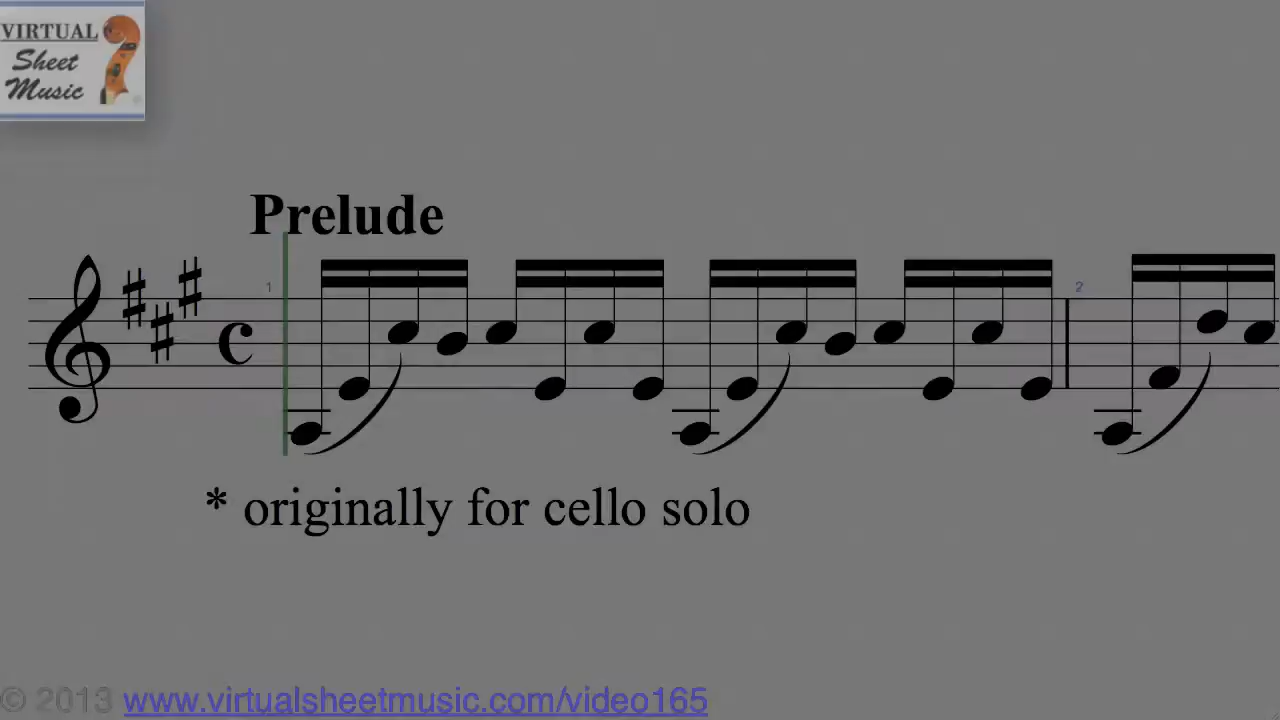 VIRTUAL
Sheet
Music
Prelude
1
2
* originally for cello solo
© 2013 www.virtualsheetmusic.com/video165